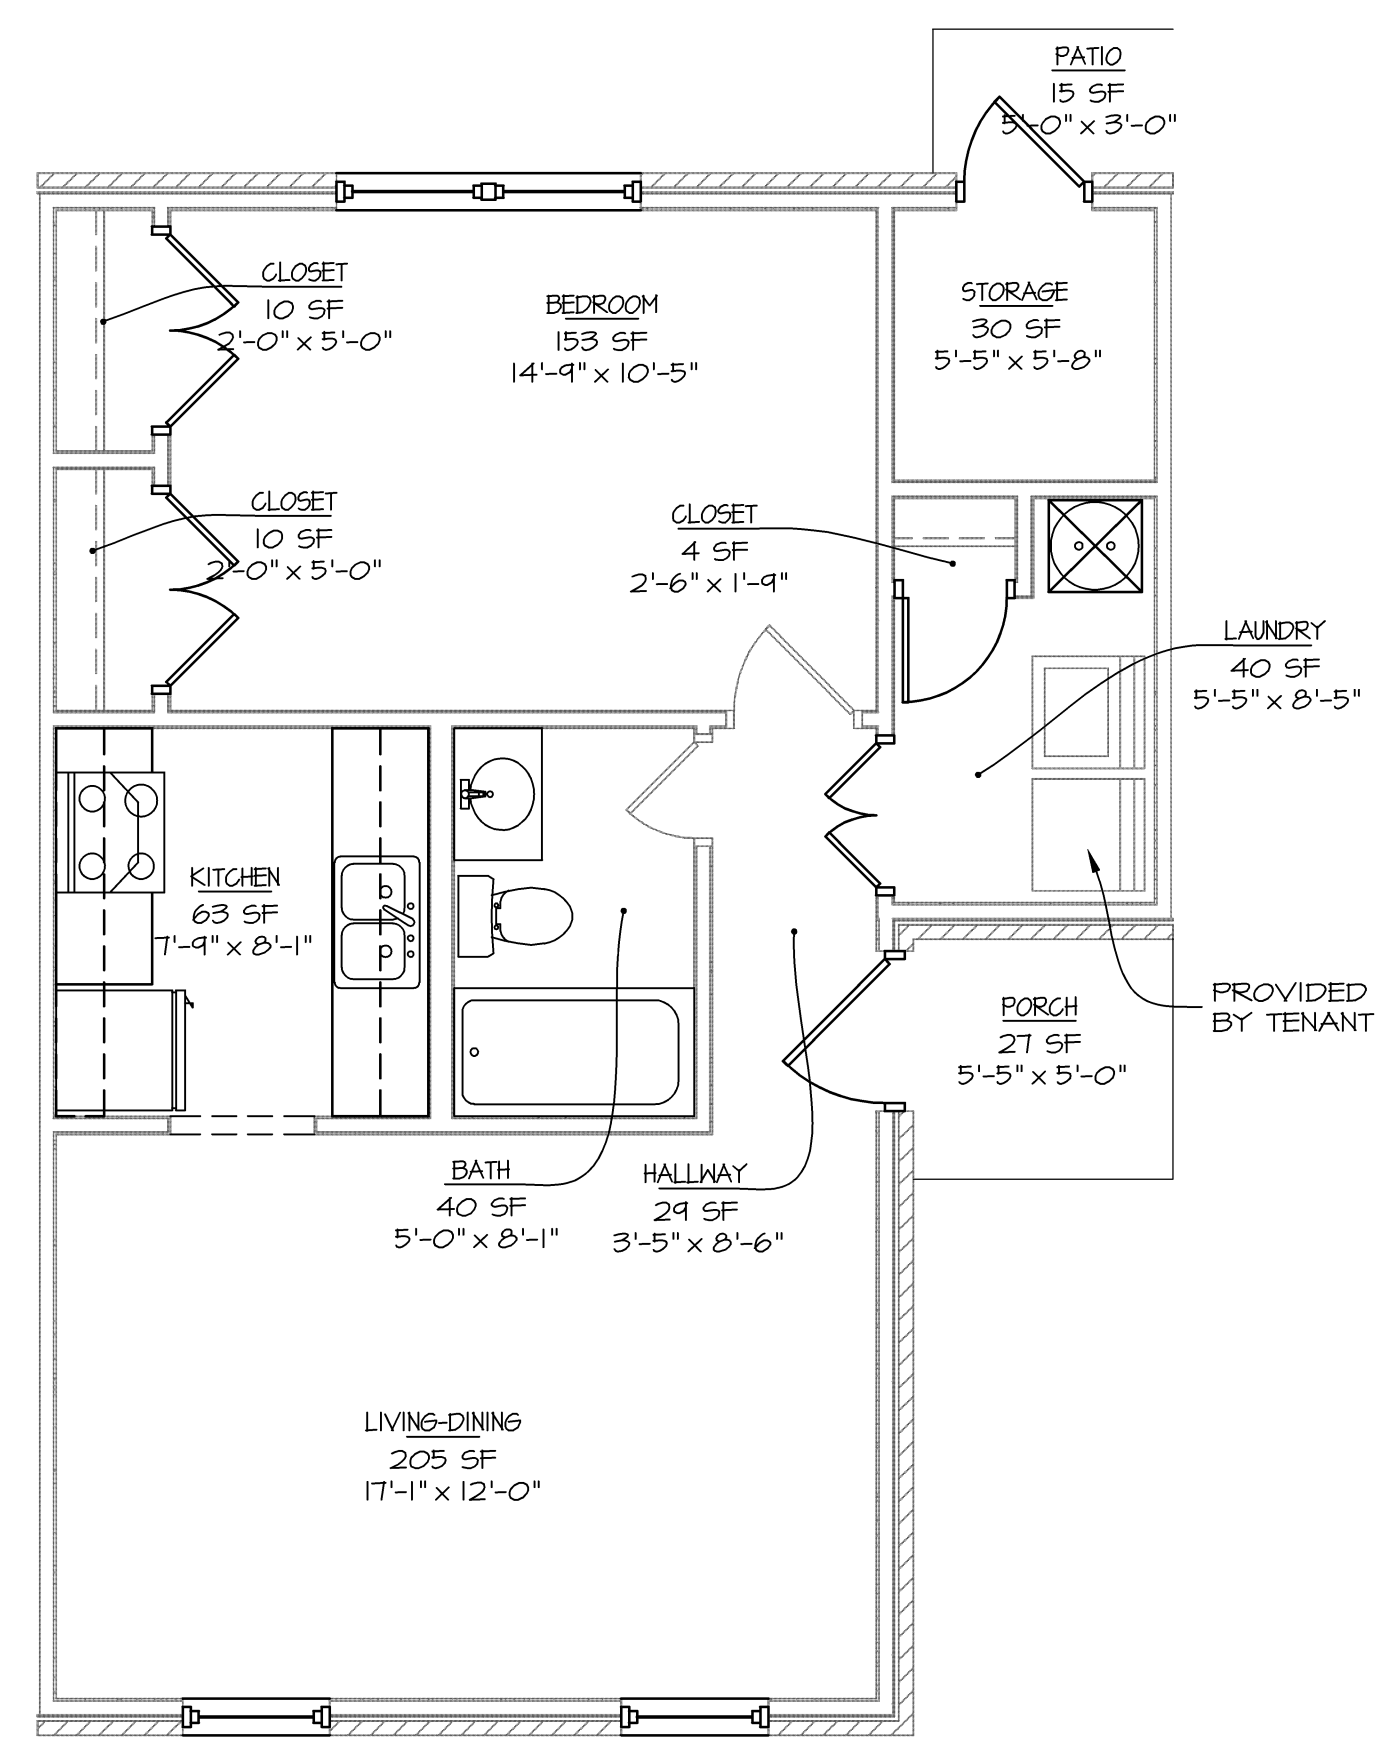 PATIO
15 SF
5'-0" x 3'-0"
CLOSET
10 SF
2'-0" x 5'-0"
BEDROOM
153 SF
14'-9" x 10'-5"
STORAGE
30 SF
5'-5" x 5'-8"
CLOSET
10 SF
2'-0" x 5'-0"
CLOSET
4 SF
2'-6" x 1'-9"
LAUNDRY
40 SF
5'-5" x 8'-5"
KITCHEN
63 SF
7'-9" x 8'-1"
PORCH
27 SF
5'-5" x 5'-0"
PROVIDED
BY TENANT
BATH
40 SF
5'-0" x 8'-1"
HALLWAY
29 SF
3'-5" x 8'-6"
LIVING-DINING
205 SF
17'-1" x 12'-0"